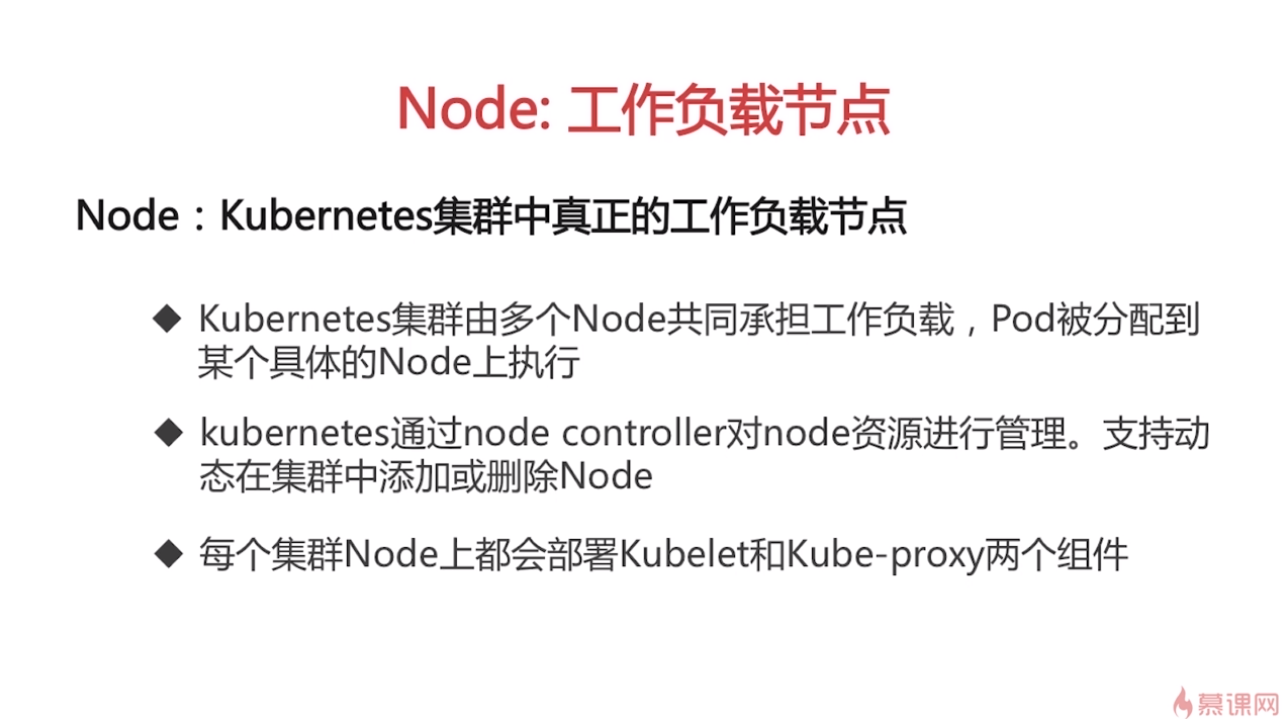 Node: 工作负载节点
Node：Kubernetes集群中真正的工作负载节点
◆ Kubernetes集群由多个Node共同承担工作负载，Pod被分配到
某个具体的Node上执行
◆ kubernetes通过node controller对node资源进行管理。支持动
态在集群中添加或删除Node
◆ 每个集群Node上都会部署Kubelet和Kube-proxy两个组件
慕课网